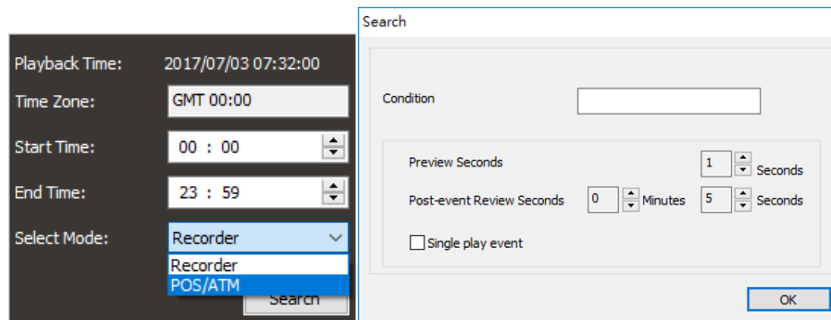 Playback Time: 2017/07/03 07:32:00
Time Zone: GMT 00:00
Start Time: 00 : 00
End Time: 23 : 59
Select Mode: Recorder
Recorder
POS/ATM
Search
Search
Condition
Preview Seconds 1 Seconds
Post-event Review Seconds 0 Minutes 5 Seconds
Single play event
OK